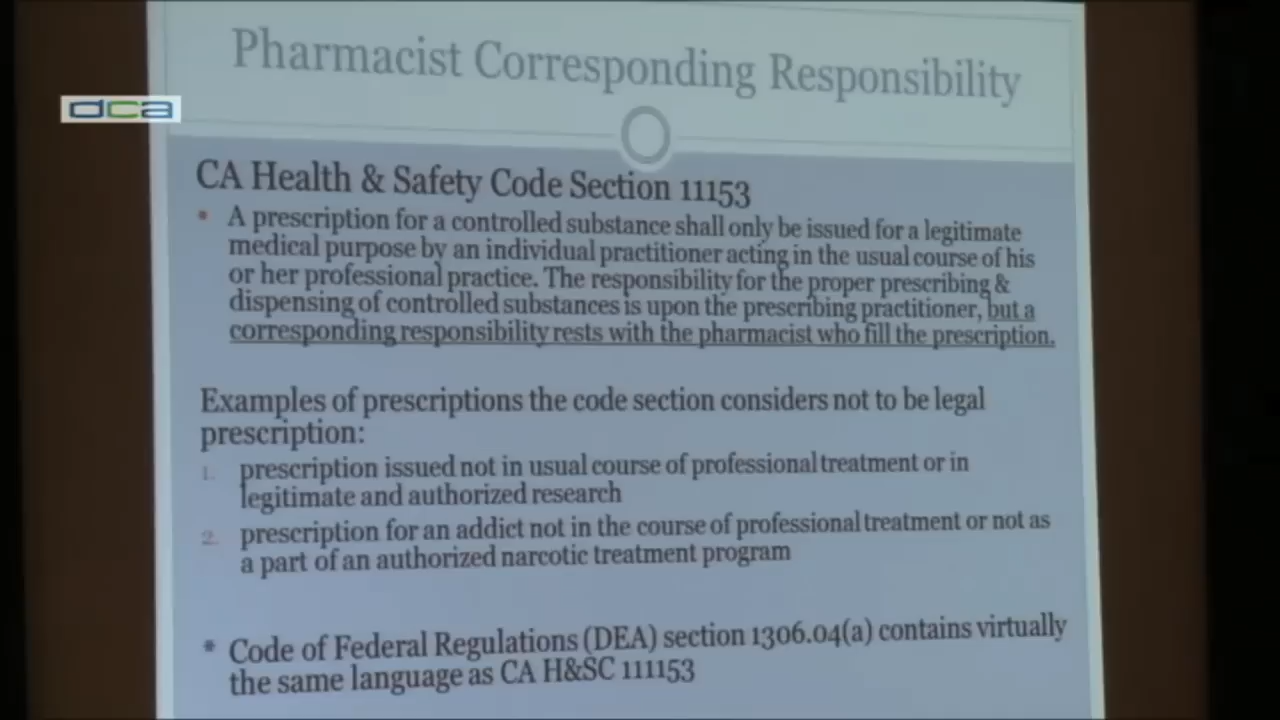 Pharmacist Corresponding Responsibility
dca
CA Health & Safety Code Section 11153
• A prescription for a controlled substance shall only be issued for a legitimate
medical purpose by an individual practitioner acting in the usual course of his
or her professional practice. The responsibility for the proper prescribing &
dispensing of controlled substances is upon the prescribing practitioner, but a
corresponding responsibility rests with the pharmacist who fill the prescription.
Examples of prescriptions the code section considers not to be legal
prescription:
1. prescription issued not in usual course of professional treatment or in
legitimate and authorized research
2. prescription for an addict not in the course of professional treatment or not as
a part of an authorized narcotic treatment program
* Code of Federal Regulations (DEA) section 1306.04(a) contains virtually
the same language as CA H&SC 111153